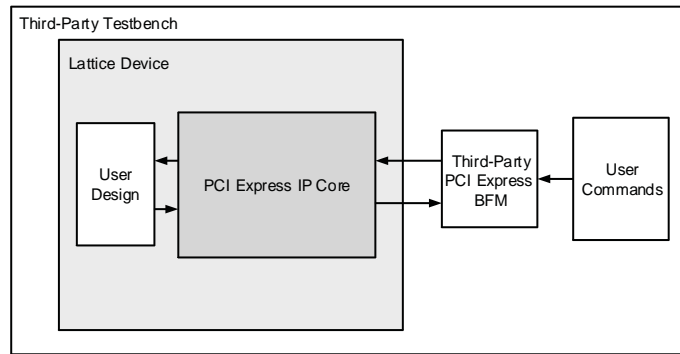 Third-Party Testbench
Lattice Device
User
Design
PCI Express IP Core
Third-Party
PCI Express
BFM
User
Commands